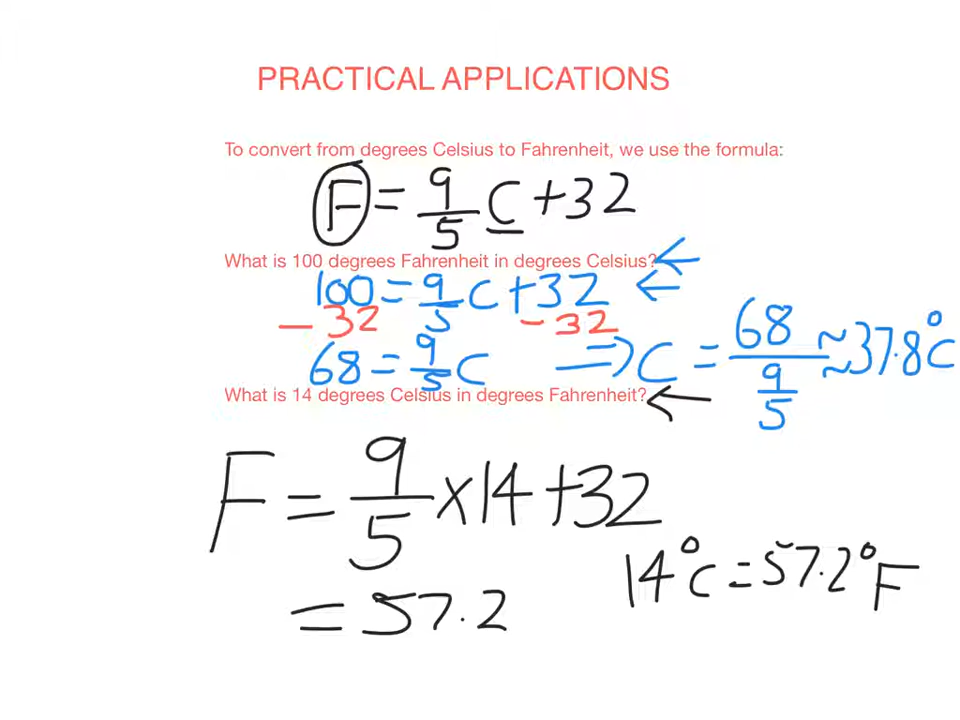 PRACTICAL APPLICATIONS
To convert from degrees Celsius to Fahrenheit, we use the formula:
F = 9/5 C + 32
What is 100 degrees Fahrenheit in degrees Celsius? ←
100 = 9/5 C + 32 ←
- 32 - 32
68 = 9/5 C ⇒ C = 68/(9/5) ≈ 37.8°C
What is 14 degrees Celsius in degrees Fahrenheit? ←
F = 9/5 × 14 + 32
= 57.2
14°C = 57.2°F